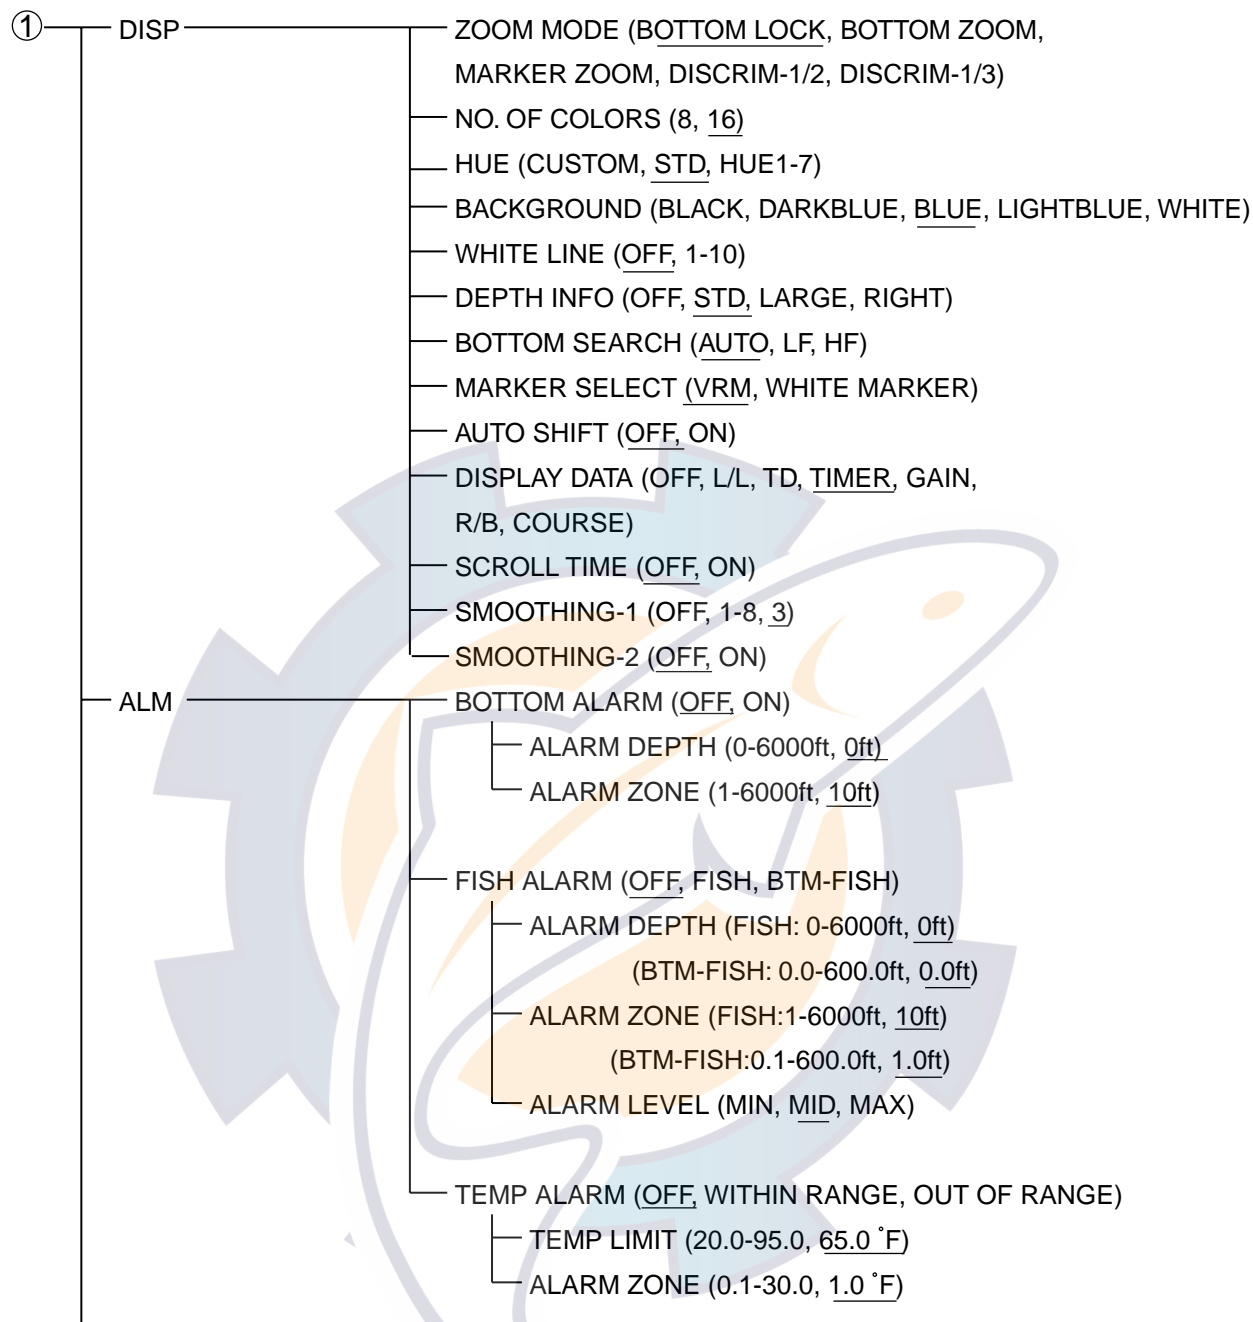 ① DISP ZOOM MODE (BOTTOM LOCK, BOTTOM ZOOM,
MARKER ZOOM, DISCRIM-1/2, DISCRIM-1/3)
NO. OF COLORS (8, 16)
HUE (CUSTOM, STD, HUE1-7)
BACKGROUND (BLACK, DARKBLUE, BLUE, LIGHTBLUE, WHITE)
WHITE LINE (OFF, 1-10)
DEPTH INFO (OFF, STD, LARGE, RIGHT)
BOTTOM SEARCH (AUTO, LF, HF)
MARKER SELECT (VRM, WHITE MARKER)
AUTO SHIFT (OFF, ON)
DISPLAY DATA (OFF, L/L, TD, TIMER, GAIN,
R/B, COURSE)
SCROLL TIME (OFF, ON)
SMOOTHING-1 (OFF, 1-8, 3)
SMOOTHING-2 (OFF, ON)
ALM BOTTOM ALARM (OFF, ON)
ALARM DEPTH (0-6000ft, 0ft)
ALARM ZONE (1-6000ft, 10ft)
FISH ALARM (OFF, FISH, BTM-FISH)
ALARM DEPTH (FISH: 0-6000ft, 0ft)
(BTM-FISH: 0.0-600.0ft, 0.0ft)
ALARM ZONE (FISH:1-6000ft, 10ft)
(BTM-FISH:0.1-600.0ft, 1.0ft)
ALARM LEVEL (MIN, MID, MAX)
TEMP ALARM (OFF, WITHIN RANGE, OUT OF RANGE)
TEMP LIMIT (20.0-95.0, 65.0 ˚F)
ALARM ZONE (0.1-30.0, 1.0 ˚F)